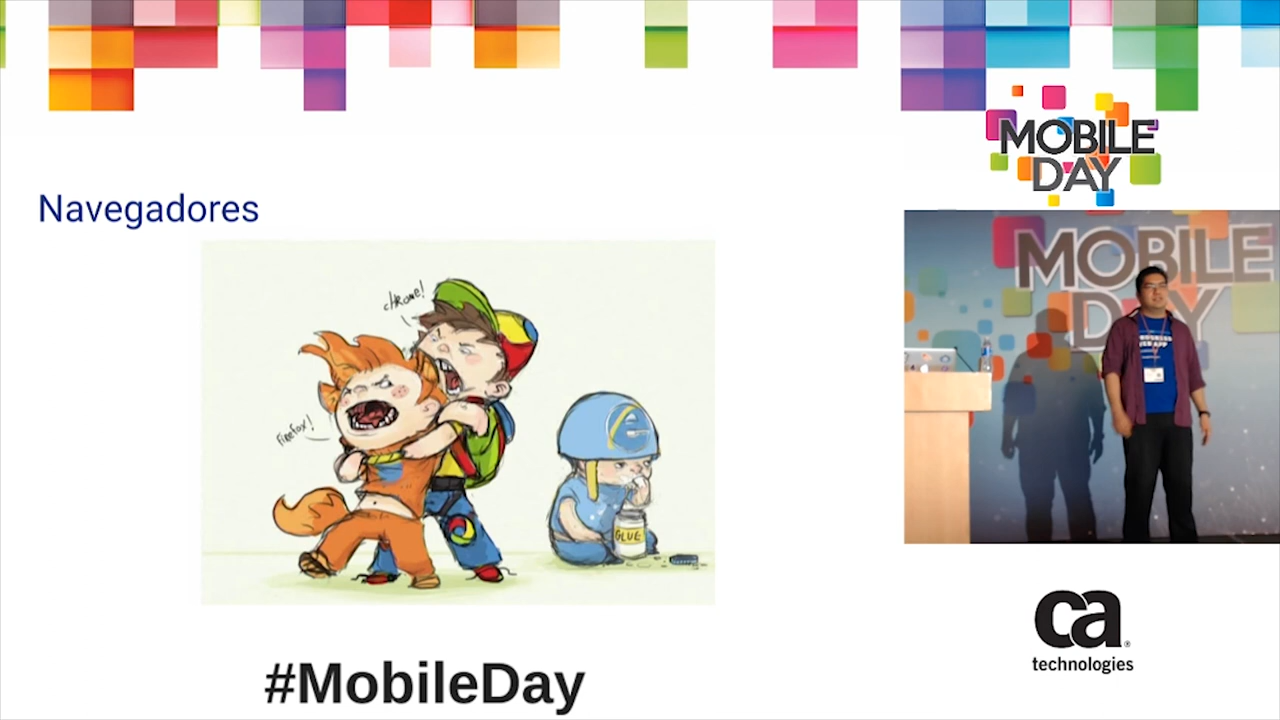 MOBILE
DAY
Navegadores
chrome!
firefox!
GLUE
MOBILE
DAY
#MobileDay
ca
technologies